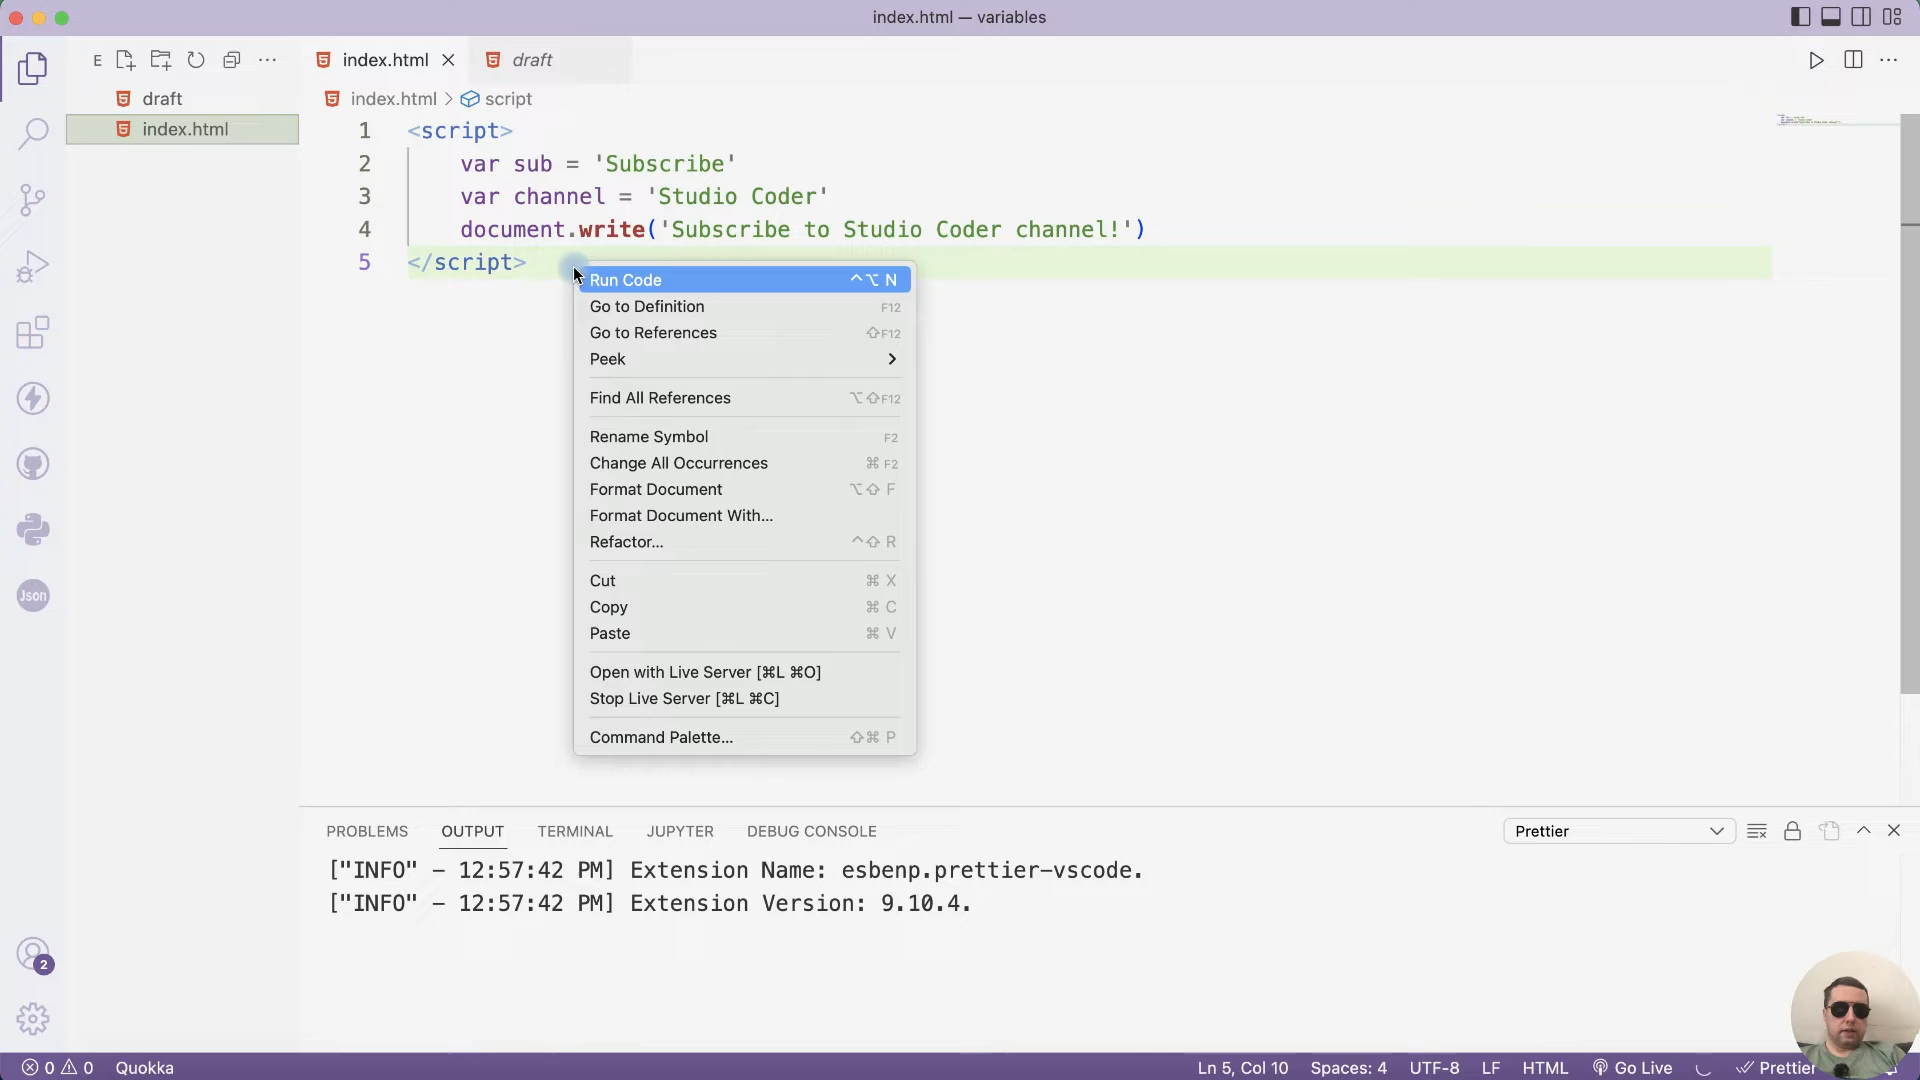 index.html — variables
E
index.html
draft
draft
index.html
index.html > script
1 <script>
2 var sub = 'Subscribe'
3 var channel = 'Studio Coder'
4 document.write('Subscribe to Studio Coder channel!')
5 </script>
Run Code ^⌥ N
Go to Definition F12
Go to References ⇧F12
Peek >
Find All References ⌥⇧F12
Rename Symbol F2
Change All Occurrences ⌘ F2
Format Document ⌥⇧ F
Format Document With...
Refactor... ^⇧ R
Cut ⌘ X
Copy ⌘ C
Paste ⌘ V
Open with Live Server [⌘L ⌘O]
Stop Live Server [⌘L ⌘C]
Command Palette... ⇧⌘ P
Json
PROBLEMS OUTPUT TERMINAL JUPYTER DEBUG CONSOLE
Prettier
["INFO" – 12:57:42 PM] Extension Name: esbenp.prettier-vscode.
["INFO" – 12:57:42 PM] Extension Version: 9.10.4.
2
0 0 Quokka Ln 5, Col 10 Spaces: 4 UTF-8 LF HTML Go Live Prettier